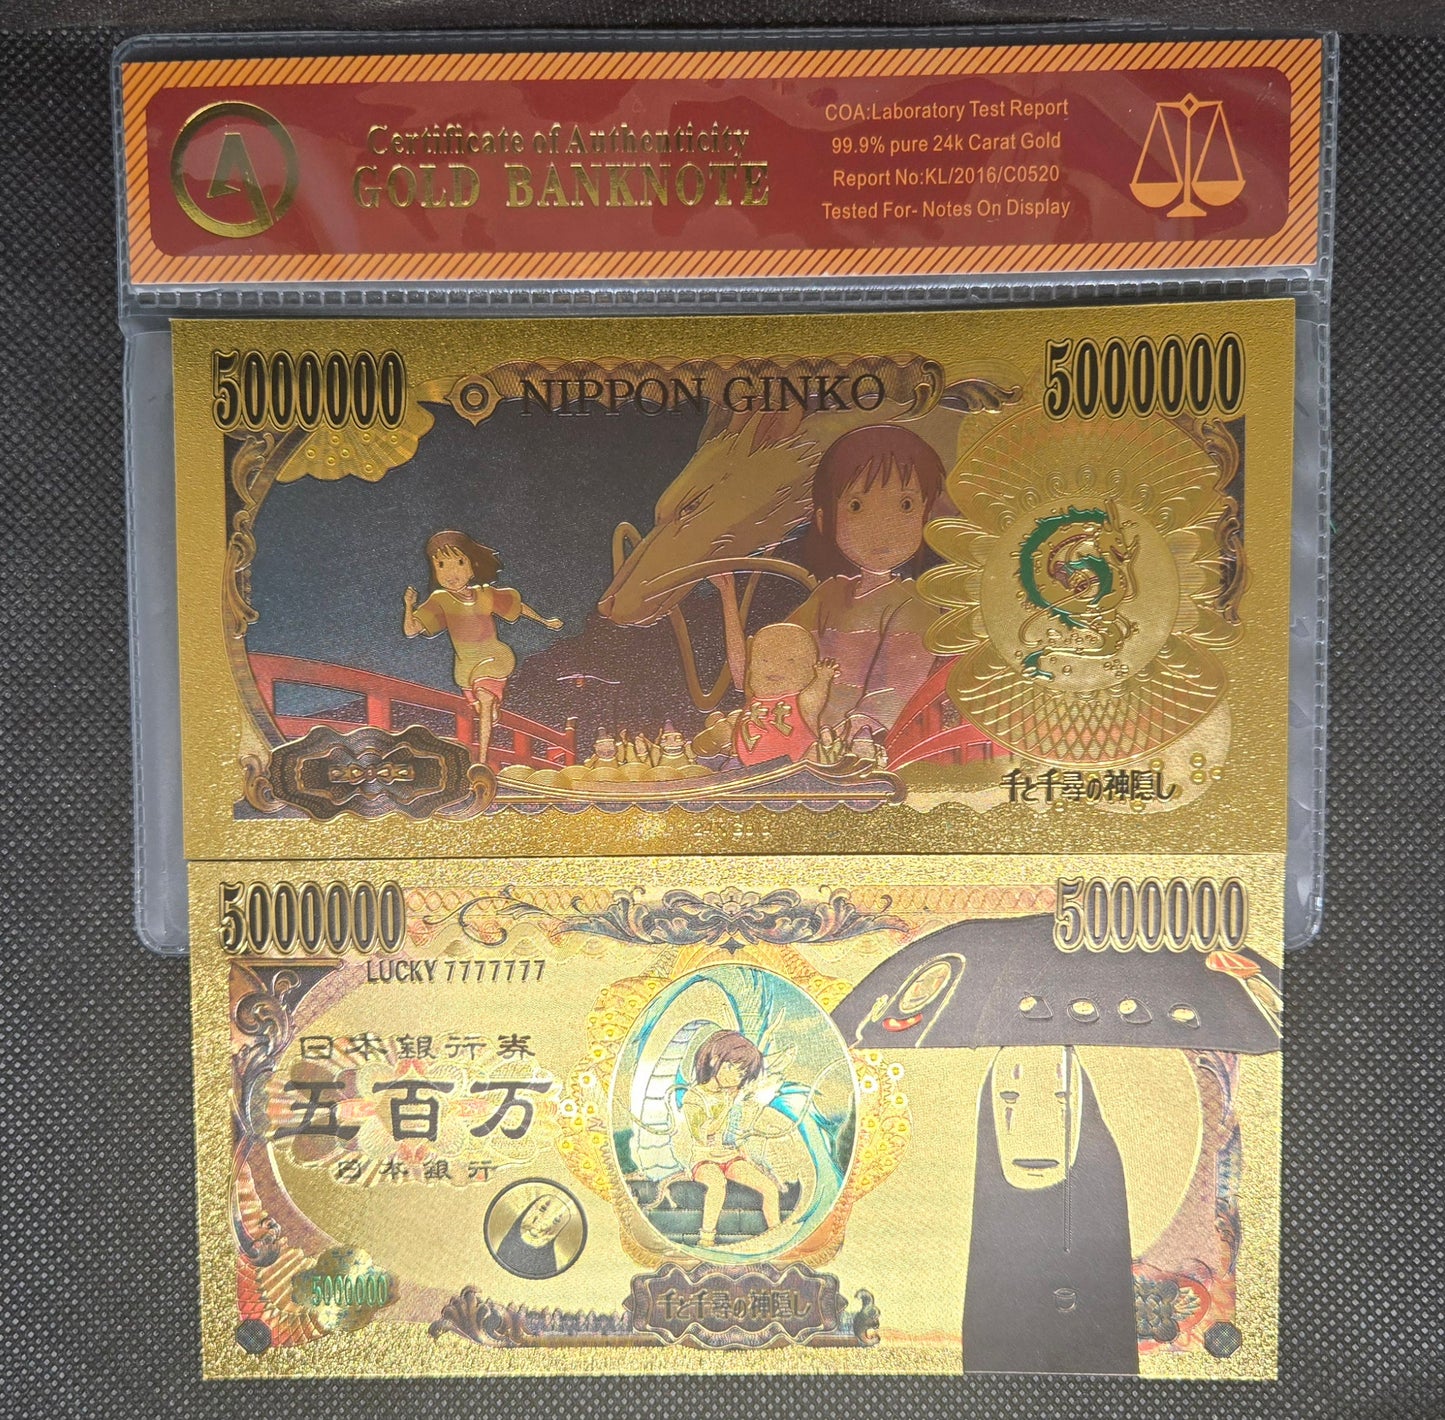 Certificate of Authenticity
GOLD BANKNOTE
COA:Laboratory Test Report
99.9% pure 24k Carat Gold
Report No:KL/2016/C0520
Tested For- Notes On Display
5000000
NIPPON GINKO
5000000
千と千尋の神隠し
5000000
5000000
LUCKY 7777777
日本銀行券
五百万
日本銀行
5000000
千と千尋の神隠し